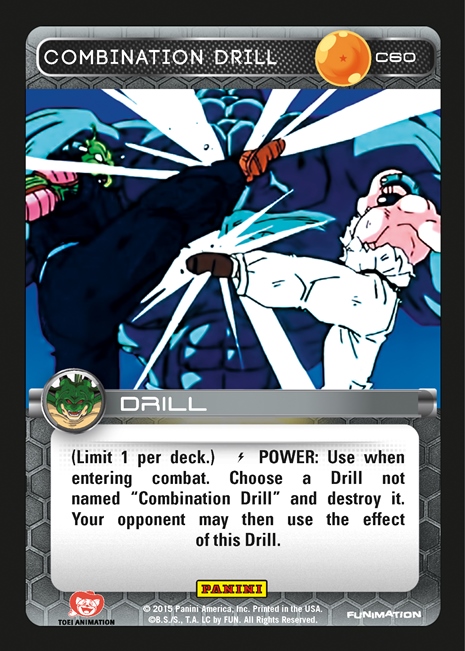 COMBINATION DRILL C60
DRILL
(Limit 1 per deck.) POWER: Use when
entering combat. Choose a Drill not
named “Combination Drill” and destroy it.
Your opponent may then use the effect
of this Drill.
PANINI
TOEI ANIMATION
© 2015 Panini America, Inc. Printed in the USA.
©B.S./S., T.A. LC by FUN. All Rights Reserved.
FUNIMATION